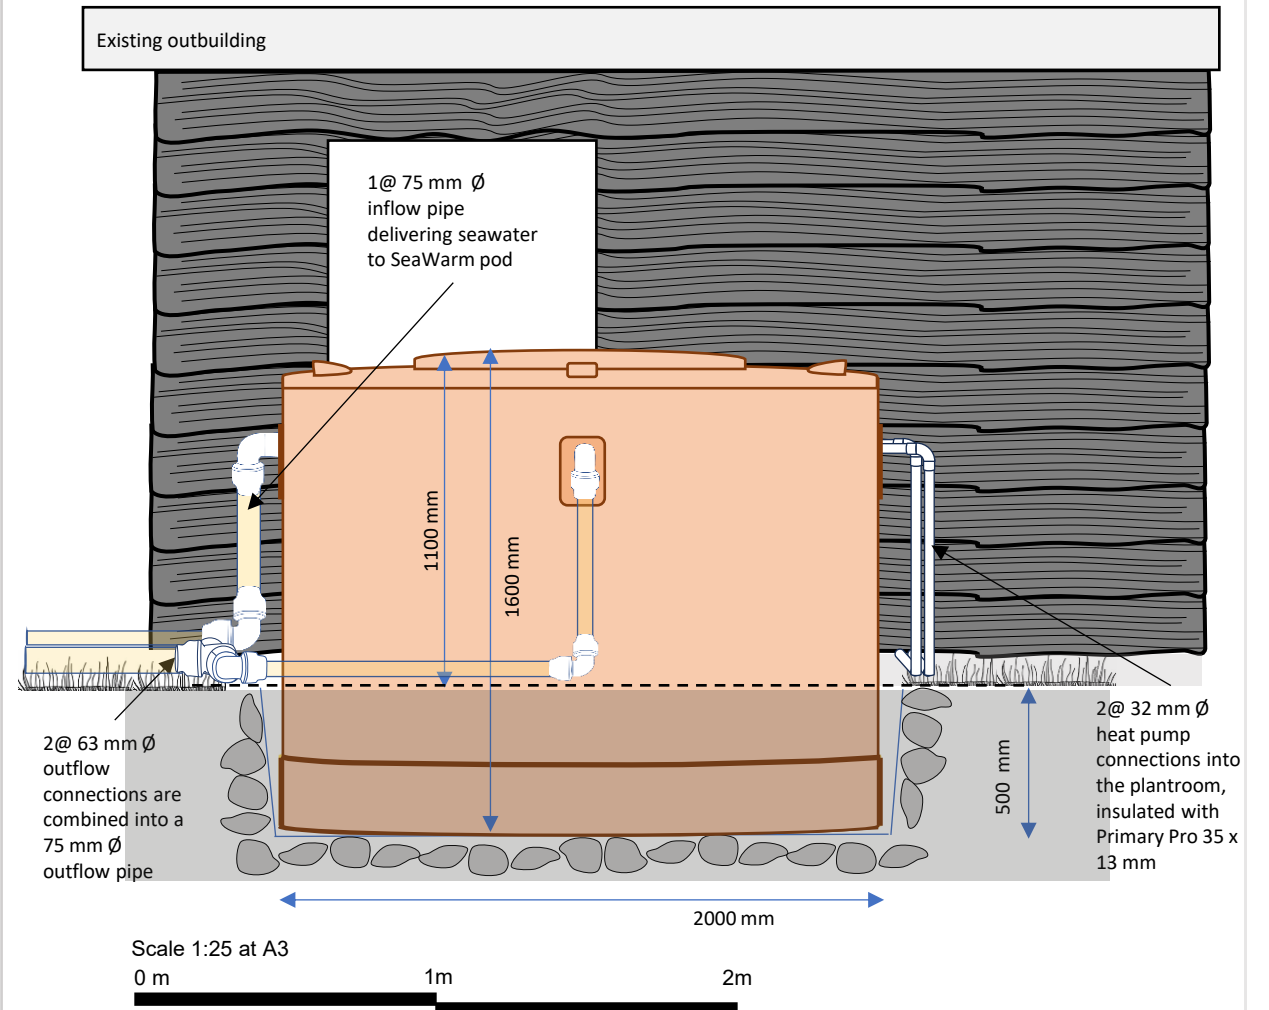 Existing outbuilding
1@ 75 mm Ø
inflow pipe
delivering seawater
to SeaWarm pod
1100 mm
1600 mm
2@ 63 mm Ø
outflow
connections are
combined into a
75 mm Ø
outflow pipe
500 mm
2@ 32 mm Ø
heat pump
connections into
the plantroom,
insulated with
Primary Pro 35 x
13 mm
2000 mm
Scale 1:25 at A3
0 m 1m 2m